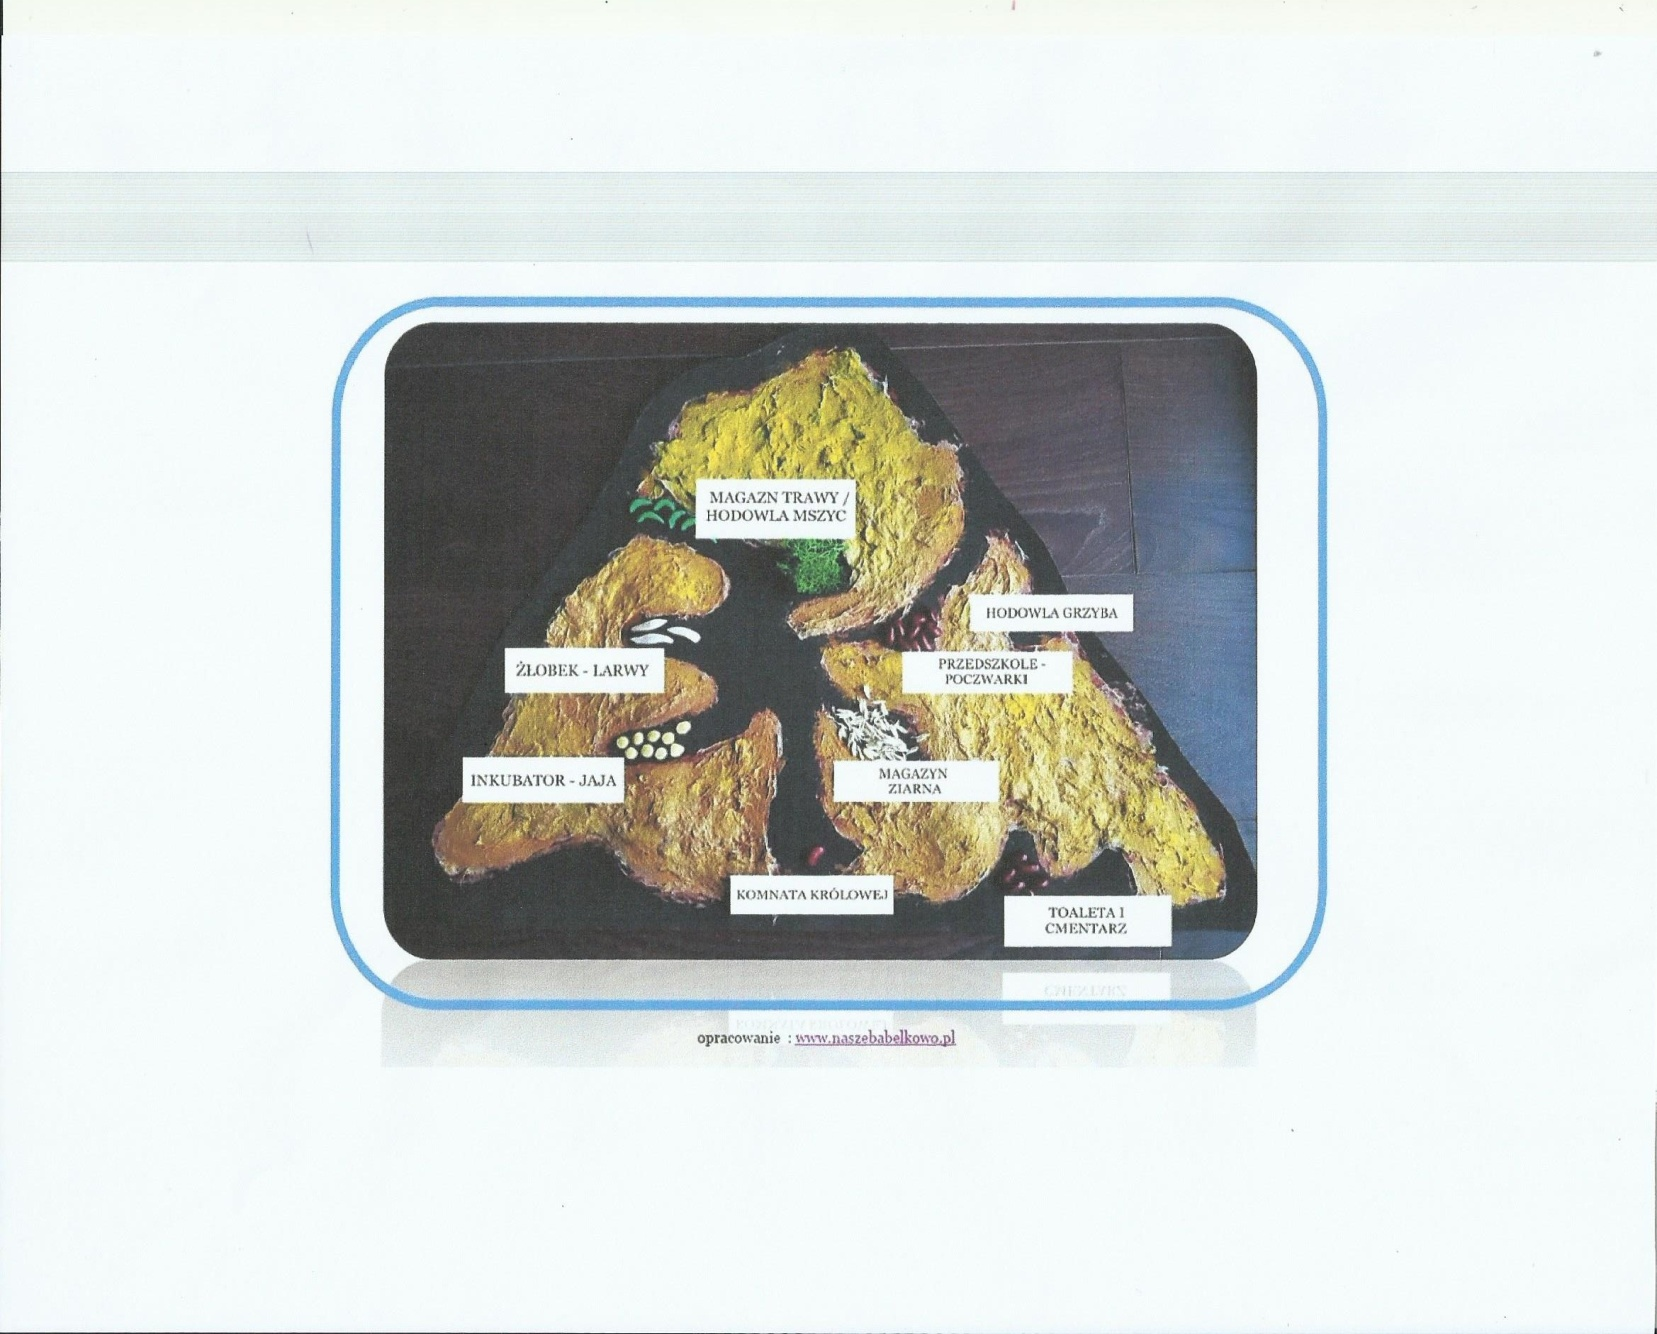 MAGAZN TRAWY /
HODOWLA MSZYC
HODOWLA GRZYBA
ŻŁOBEK - LARWY
PRZEDSZKOLE -
POCZWARKI
INKUBATOR - JAJA
MAGAZYN
ZIARNA
KOMNATA KRÓLOWEJ
TOALETA I
CMENTARZ
opracowanie : www.naszebabelkowo.pl